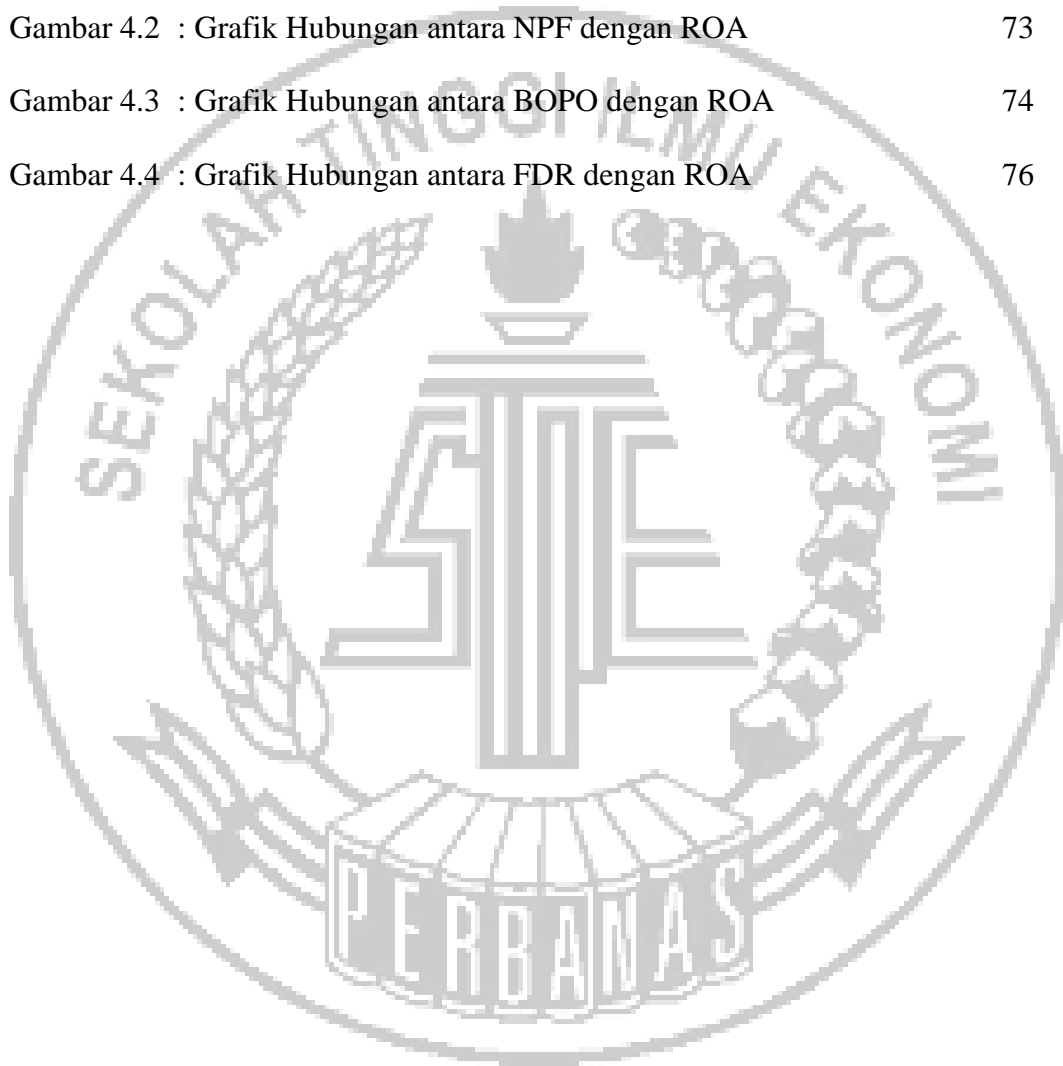 Gambar 4.2 : Grafik Hubungan antara NPF dengan ROA 73
Gambar 4.3 : Grafik Hubungan antara BOPO dengan ROA 74
Gambar 4.4 : Grafik Hubungan antara FDR dengan ROA 76
SEKOLAH TINGGI ILMU EKONOMI
STIE
PERBANAS